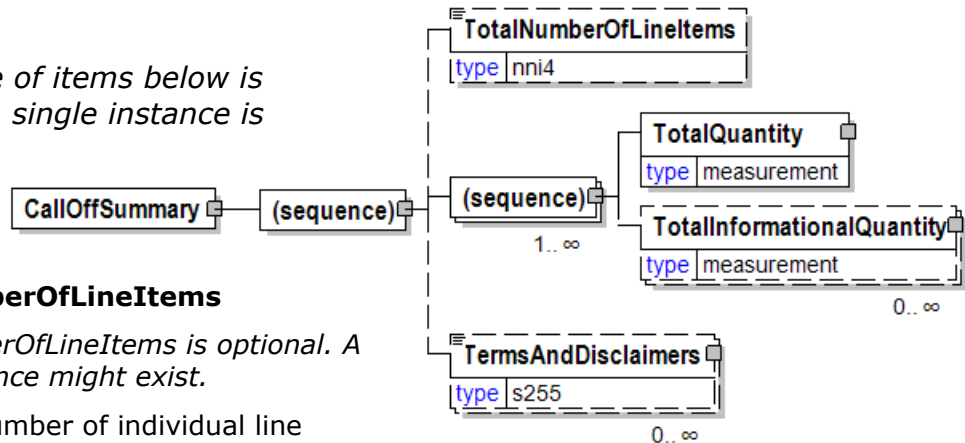 TotalNumberOfLineItems
type nni4
e of items below is
single instance is
TotalQuantity
type measurement
CallOffSummary
(sequence)
(sequence)
1.. ∞
TotalInformationalQuantity
type measurement
0.. ∞
berOfLineItems
erOfLineItems is optional. A
nce might exist.
TermsAndDisclaimers
type s255
umber of individual line
0.. ∞